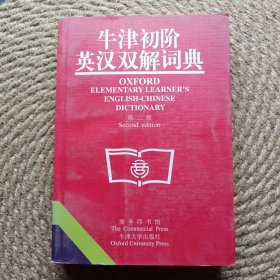 牛津初阶
英汉双解词典
OXFORD
ELEMENTARY LEARNER'S
ENGLISH-CHINESE
DICTIONARY
第二版
Second edition
商务印书馆
The Commercial Press
牛津大学出版社
Oxford University Press